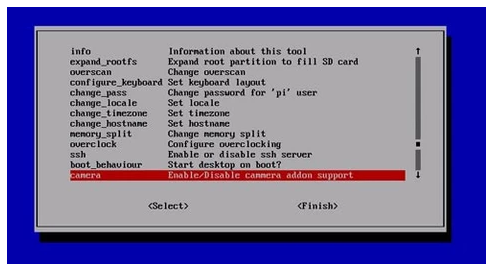 info Information about this tool
expand_rootfs Expand root partition to fill SD card
overscan Change overscan
configure_keyboard Set keyboard layout
change_pass Change password for 'pi' user
change_locale Set locale
change_timezone Set timezone
change_hostname Set hostname
memory_split Change memory split
overclock Configure overclocking
ssh Enable or disable ssh server
boot_behaviour Start desktop on boot?
camera Enable/Disable cammera addon support
<Select> <Finish>